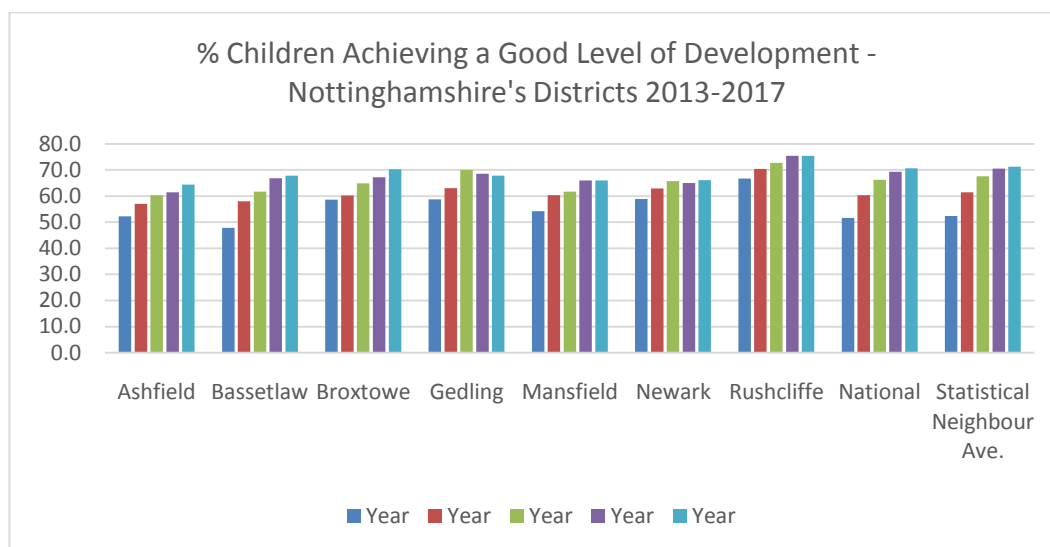 % Children Achieving a Good Level of Development -
Nottinghamshire's Districts 2013-2017
80.0
70.0
60.0
50.0
40.0
30.0
20.0
10.0
0.0
Ashfield Bassetlaw Broxtowe Gedling Mansfield Newark Rushcliffe National Statistical
Neighbour
Ave.
Year Year Year Year Year